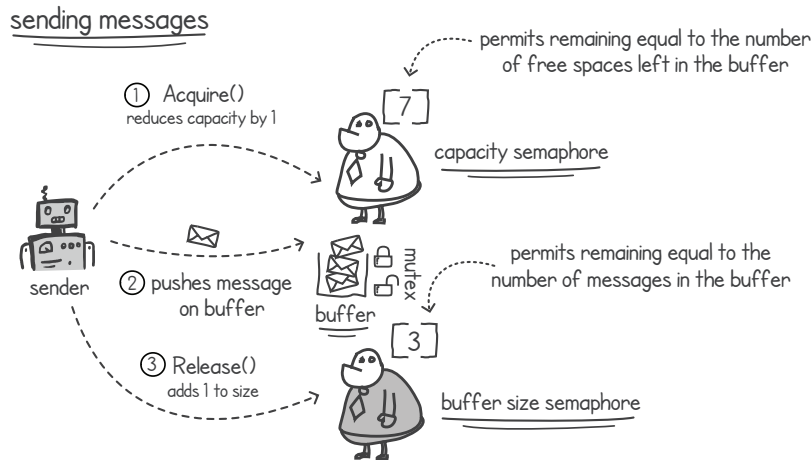 sending messages
permits remaining equal to the number
of free spaces left in the buffer
1 Acquire()
reduces capacity by 1
7
capacity semaphore
sender
2 pushes message
on buffer
buffer
mutex
permits remaining equal to the
number of messages in the buffer
3
3 Release()
adds 1 to size
buffer size semaphore